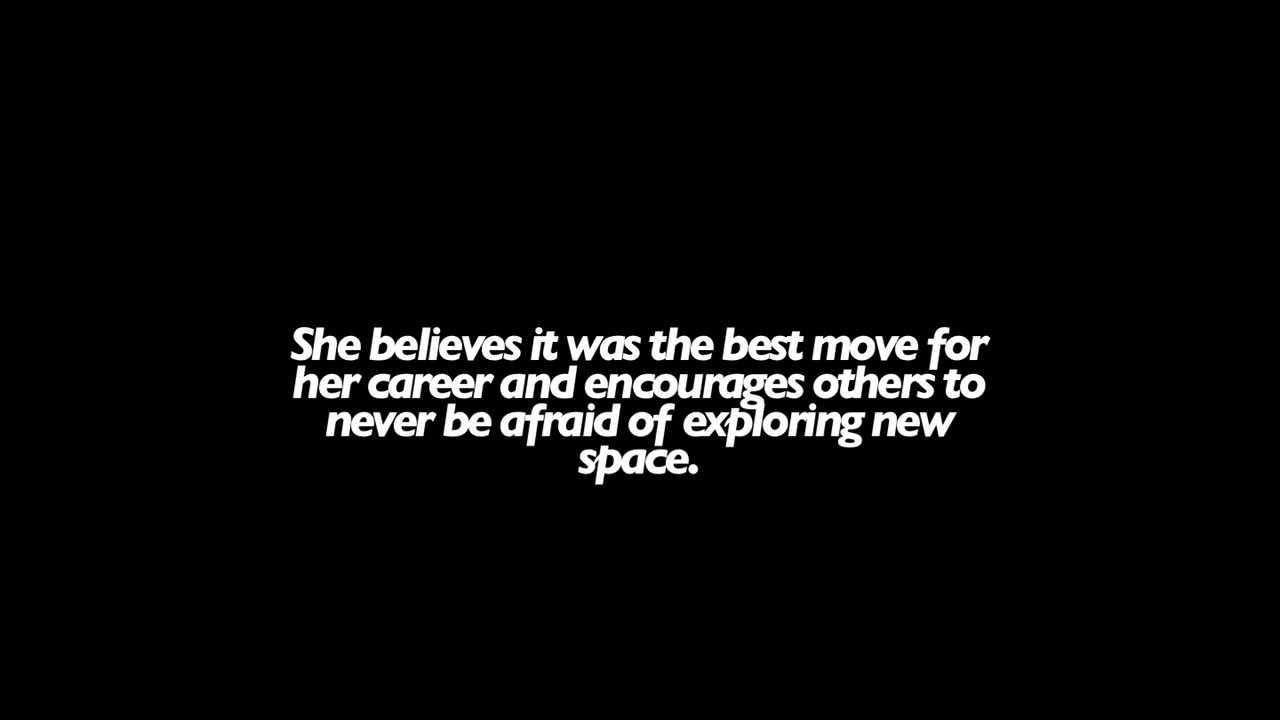 She believes it was the best move for
her career and encourages others to
never be afraid of exploring new
space.